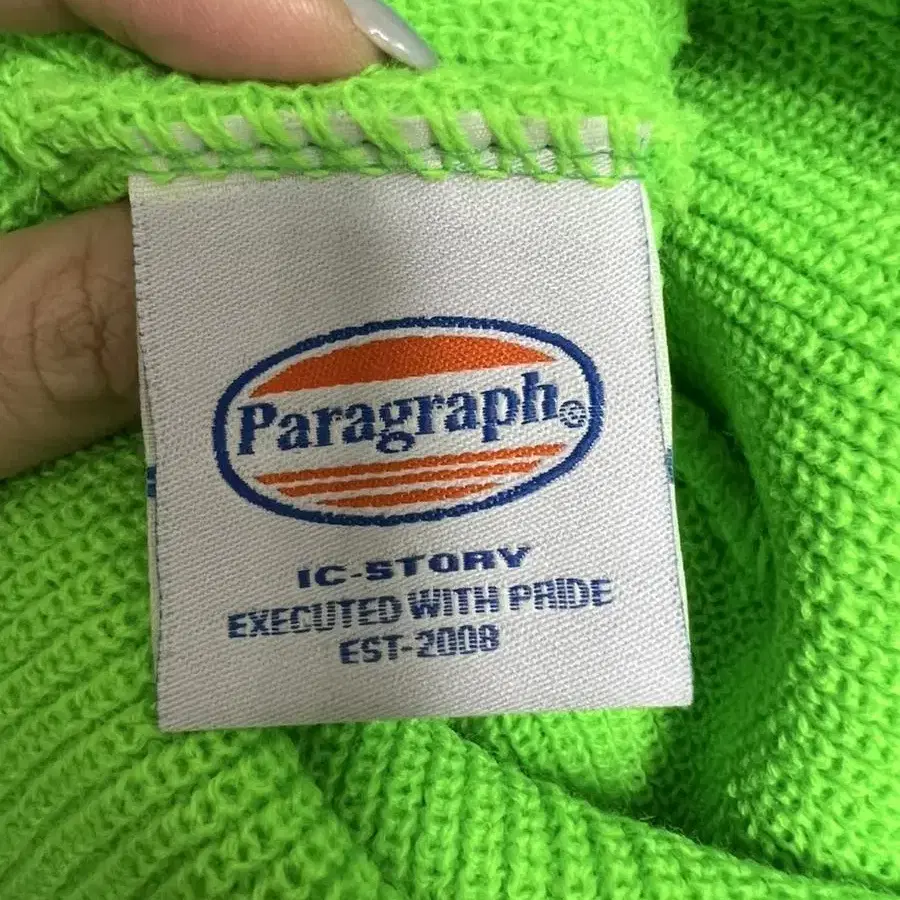 Paragraph©
IC-STORY
EXECUTED WITH PRIDE
EST-2008